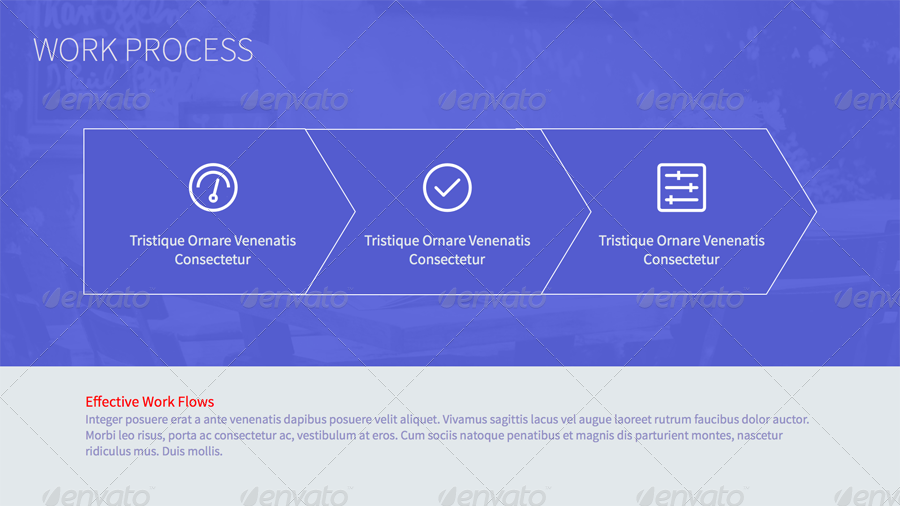 WORK PROCESS
Tristique Ornare Venenatis
Consectetur
Tristique Ornare Venenatis
Consectetur
Tristique Ornare Venenatis
Consectetur
Effective Work Flows
Integer posuere erat a ante venenatis dapibus posuere velit aliquet. Vivamus sagittis lacus vel augue laoreet rutrum faucibus dolor auctor.
Morbi leo risus, porta ac consectetur ac, vestibulum at eros. Cum sociis natoque penatibus et magnis dis parturient montes, nascetur
ridiculus mus. Duis mollis.
envato envato envato envato envato
envato envato envato envato envato
envato envato envato envato envato